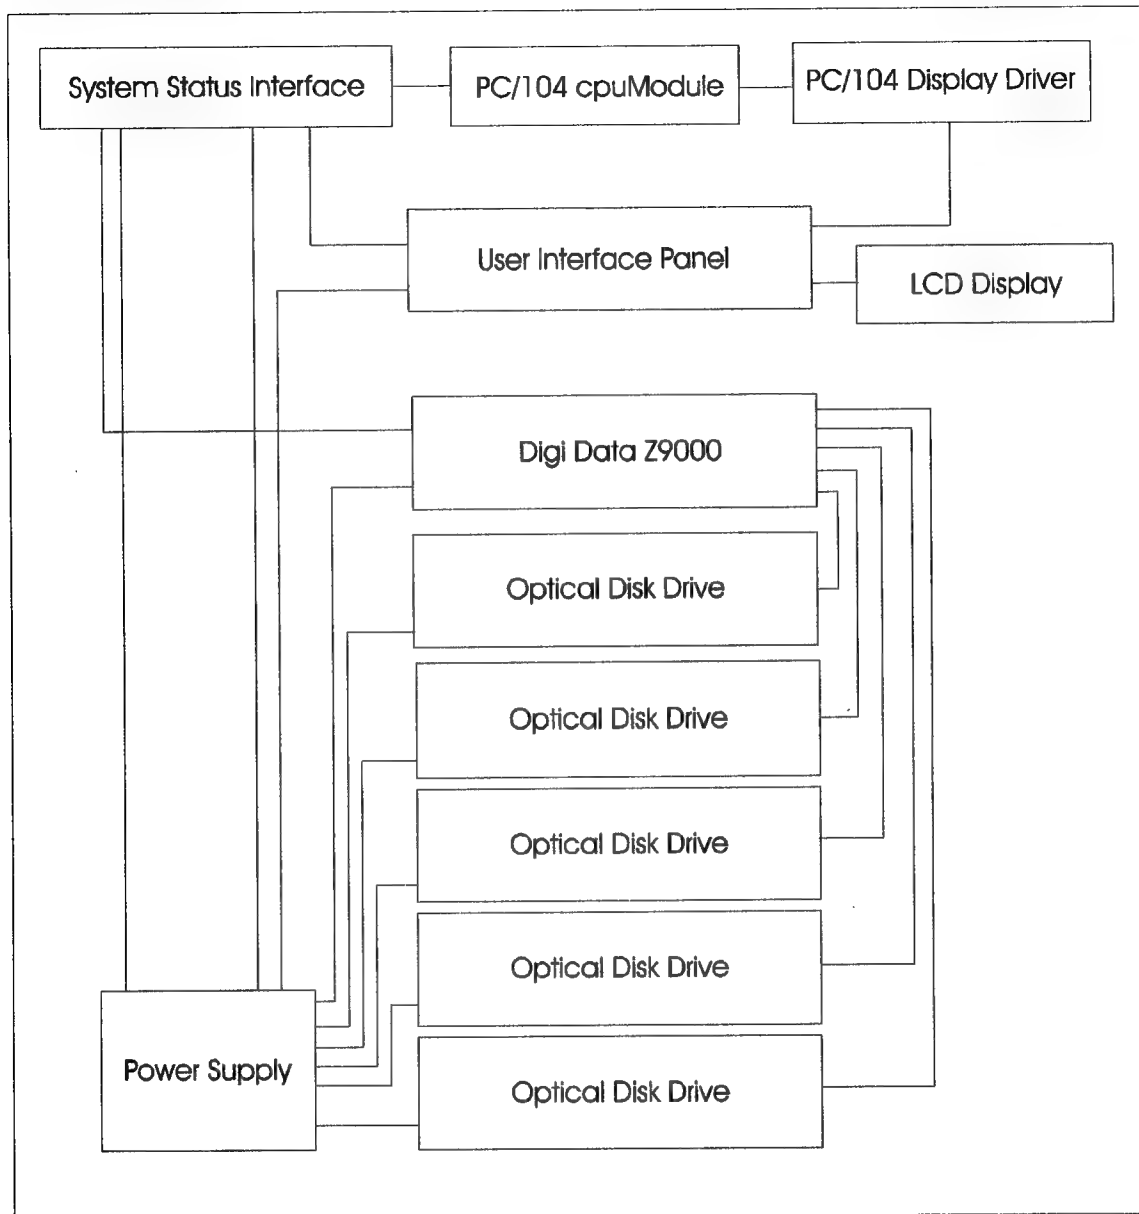 System Status Interface
PC/104 cpuModule
PC/104 Display Driver
User Interface Panel
LCD Display
Digi Data Z9000
Optical Disk Drive
Optical Disk Drive
Optical Disk Drive
Optical Disk Drive
Power Supply
Optical Disk Drive